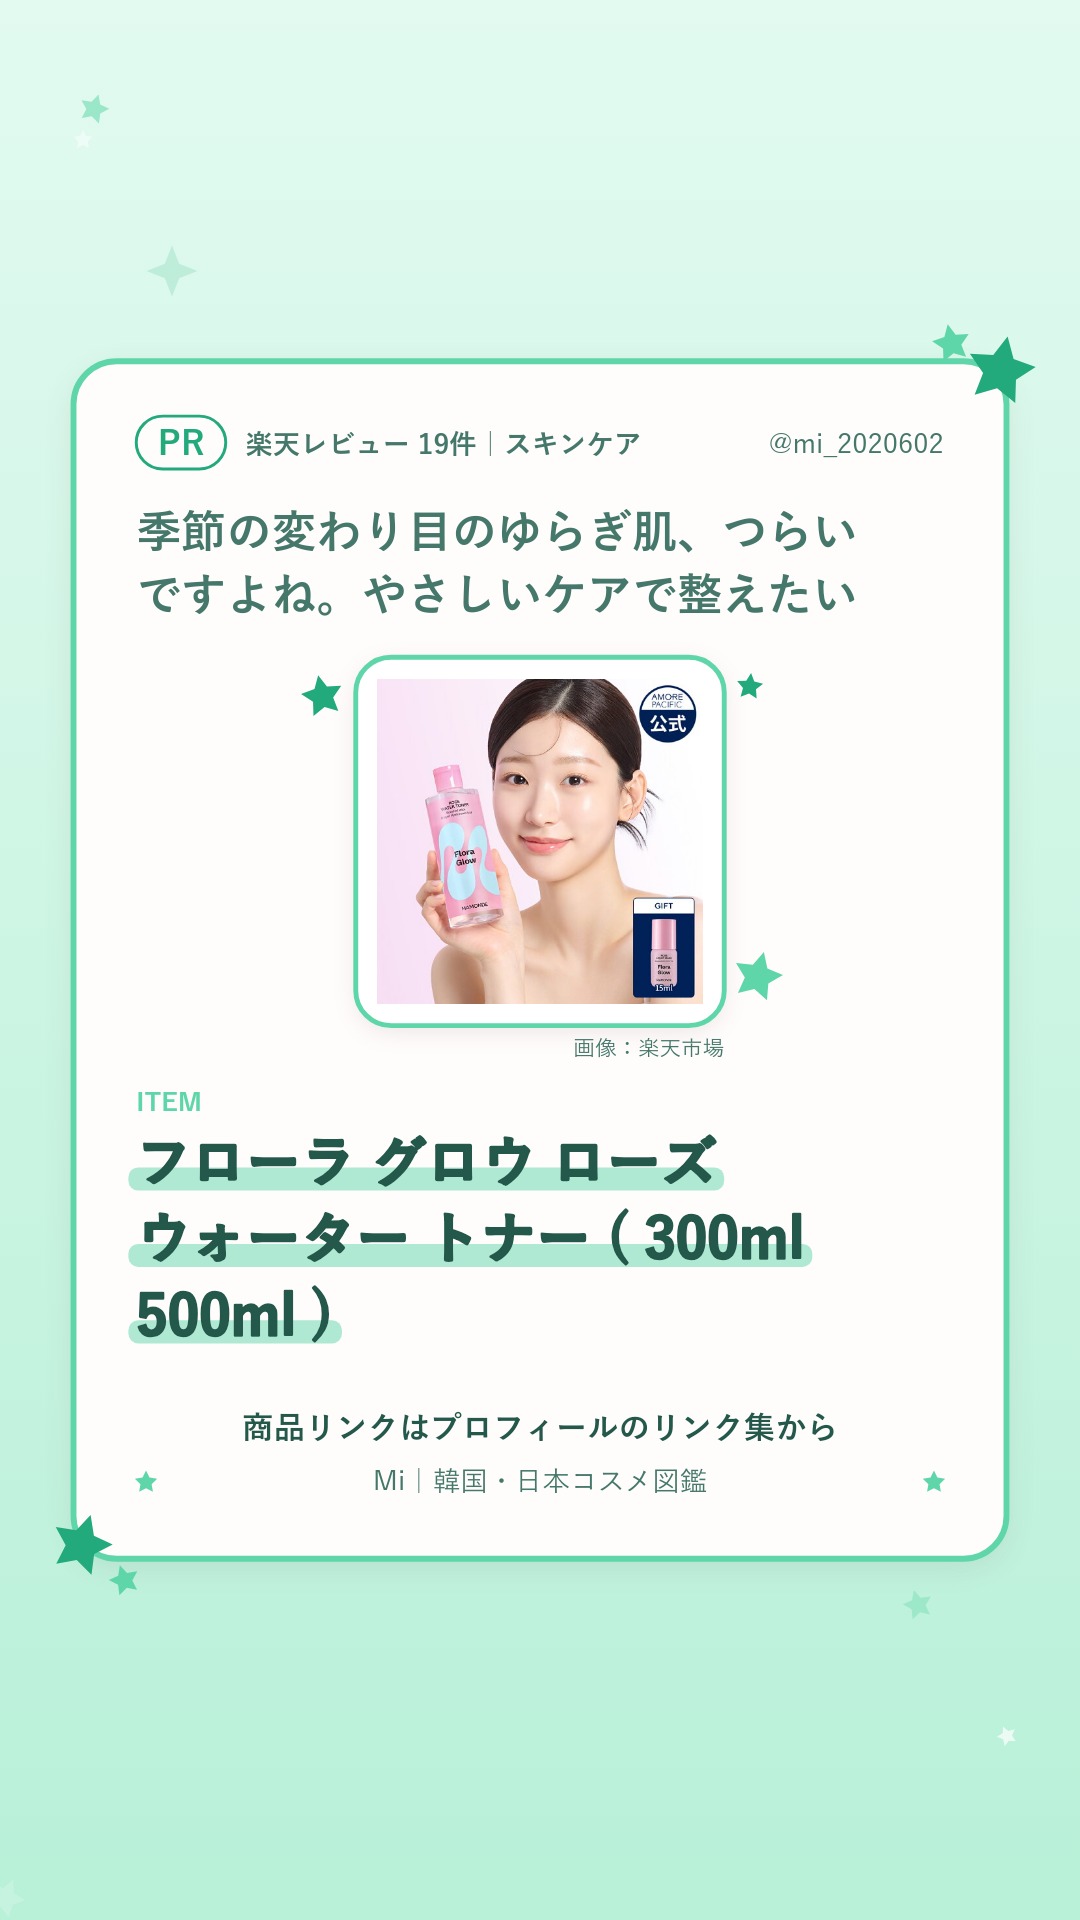 PR
楽天レビュー 19件｜スキンケア
@mi_2020602
季節の変わり目のゆらぎ肌、つらい
ですよね。やさしいケアで整えたい
AMORE
PACIFIC
公式
Flora
Glow
HAMONDE
GIFT
Flora
Glow
15ml
画像：楽天市場
ITEM
フローラ グロウ ローズ
ウォーター トナー ( 300ml
500ml )
商品リンクはプロフィールのリンク集から
Mi｜韓国・日本コスメ図鑑